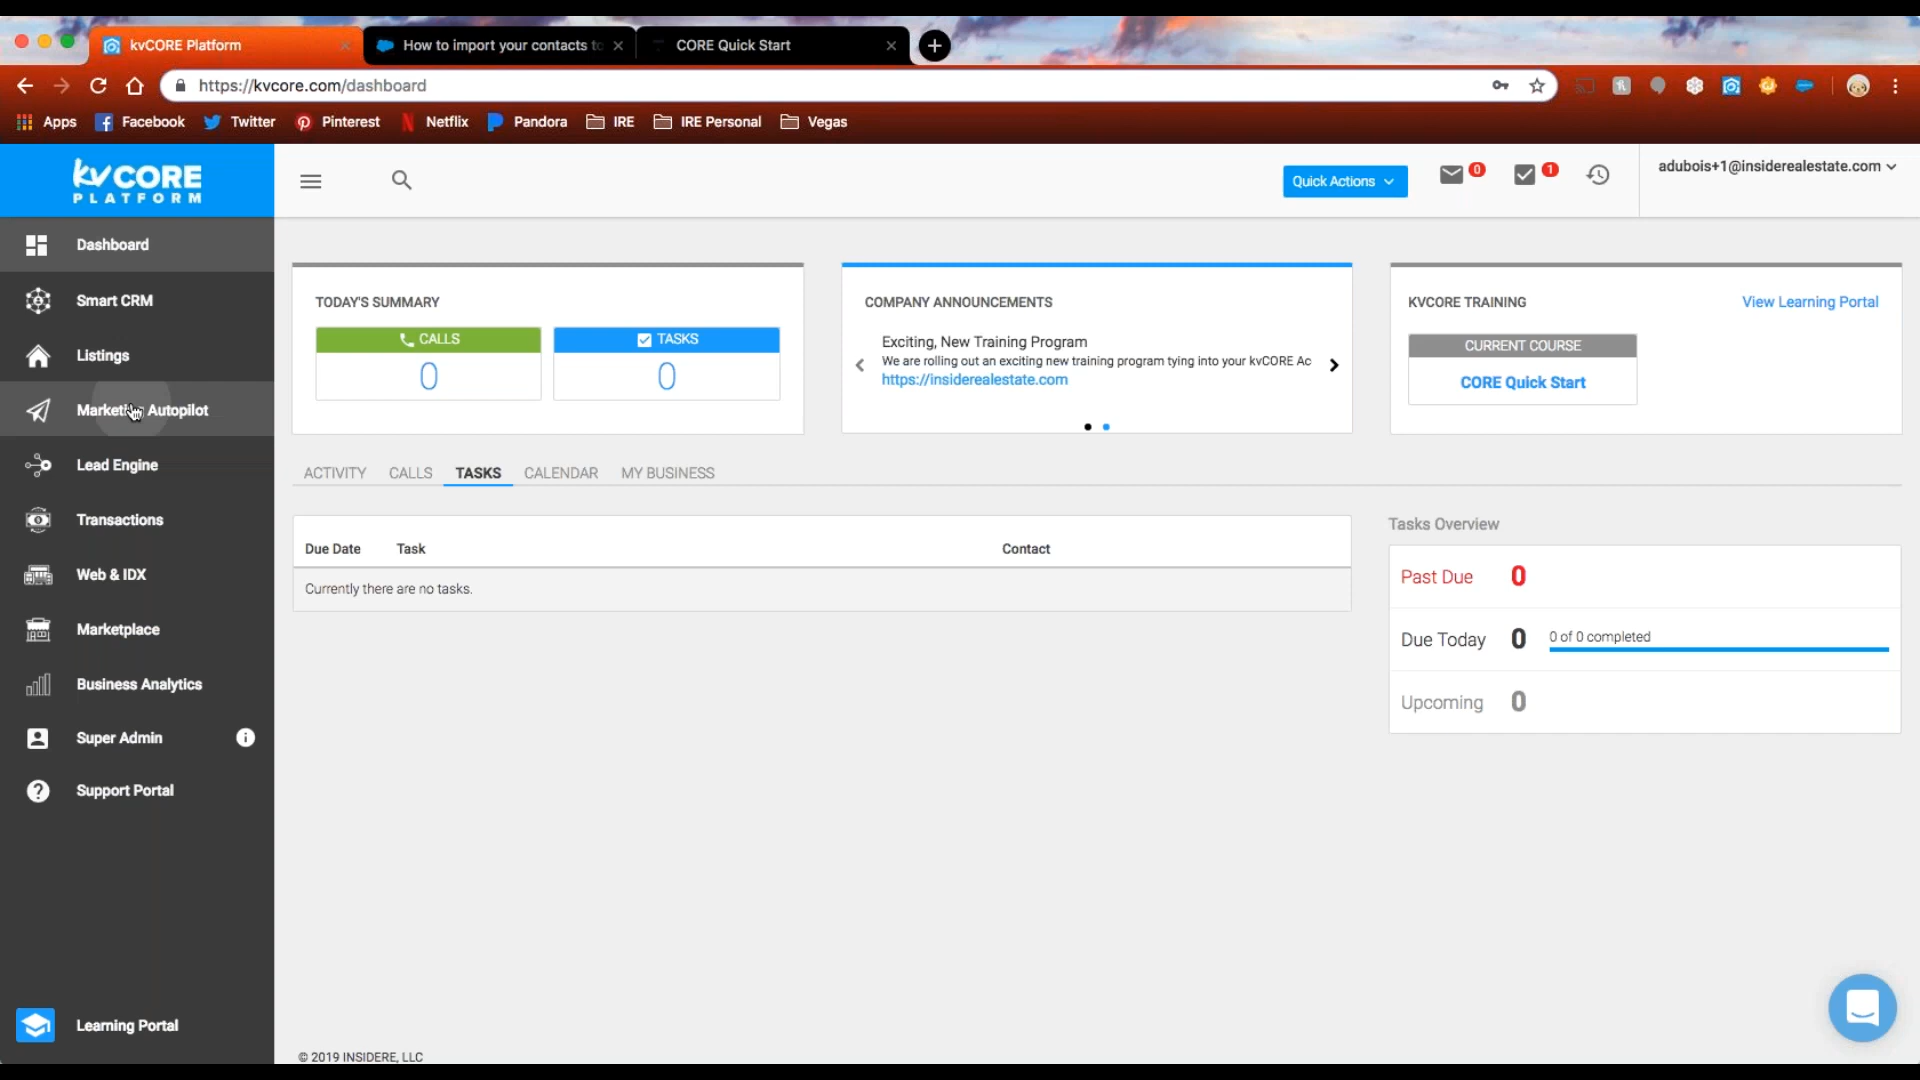 kvCORE Platform
How to import your contacts to
CORE Quick Start
https://kvcore.com/dashboard
Apps
Facebook
Twitter
Pinterest
Netflix
Pandora
IRE
IRE Personal
Vegas
kvCORE
PLATFORM
Quick Actions
0
1
adubois+1@insiderealestate.com
Dashboard
Smart CRM
Listings
Marketing Autopilot
Lead Engine
Transactions
Web & IDX
Marketplace
Business Analytics
Super Admin
Support Portal
Learning Portal
TODAY'S SUMMARY
CALLS
0
TASKS
0
COMPANY ANNOUNCEMENTS
Exciting, New Training Program
We are rolling out an exciting new training program tying into your kvCORE Ac
https://insiderealestate.com
KVCORE TRAINING
View Learning Portal
CURRENT COURSE
CORE Quick Start
ACTIVITY
CALLS
TASKS
CALENDAR
MY BUSINESS
Due Date
Task
Contact
Currently there are no tasks.
Tasks Overview
Past Due 0
Due Today 0
0 of 0 completed
Upcoming 0
© 2019 INSIDERE, LLC